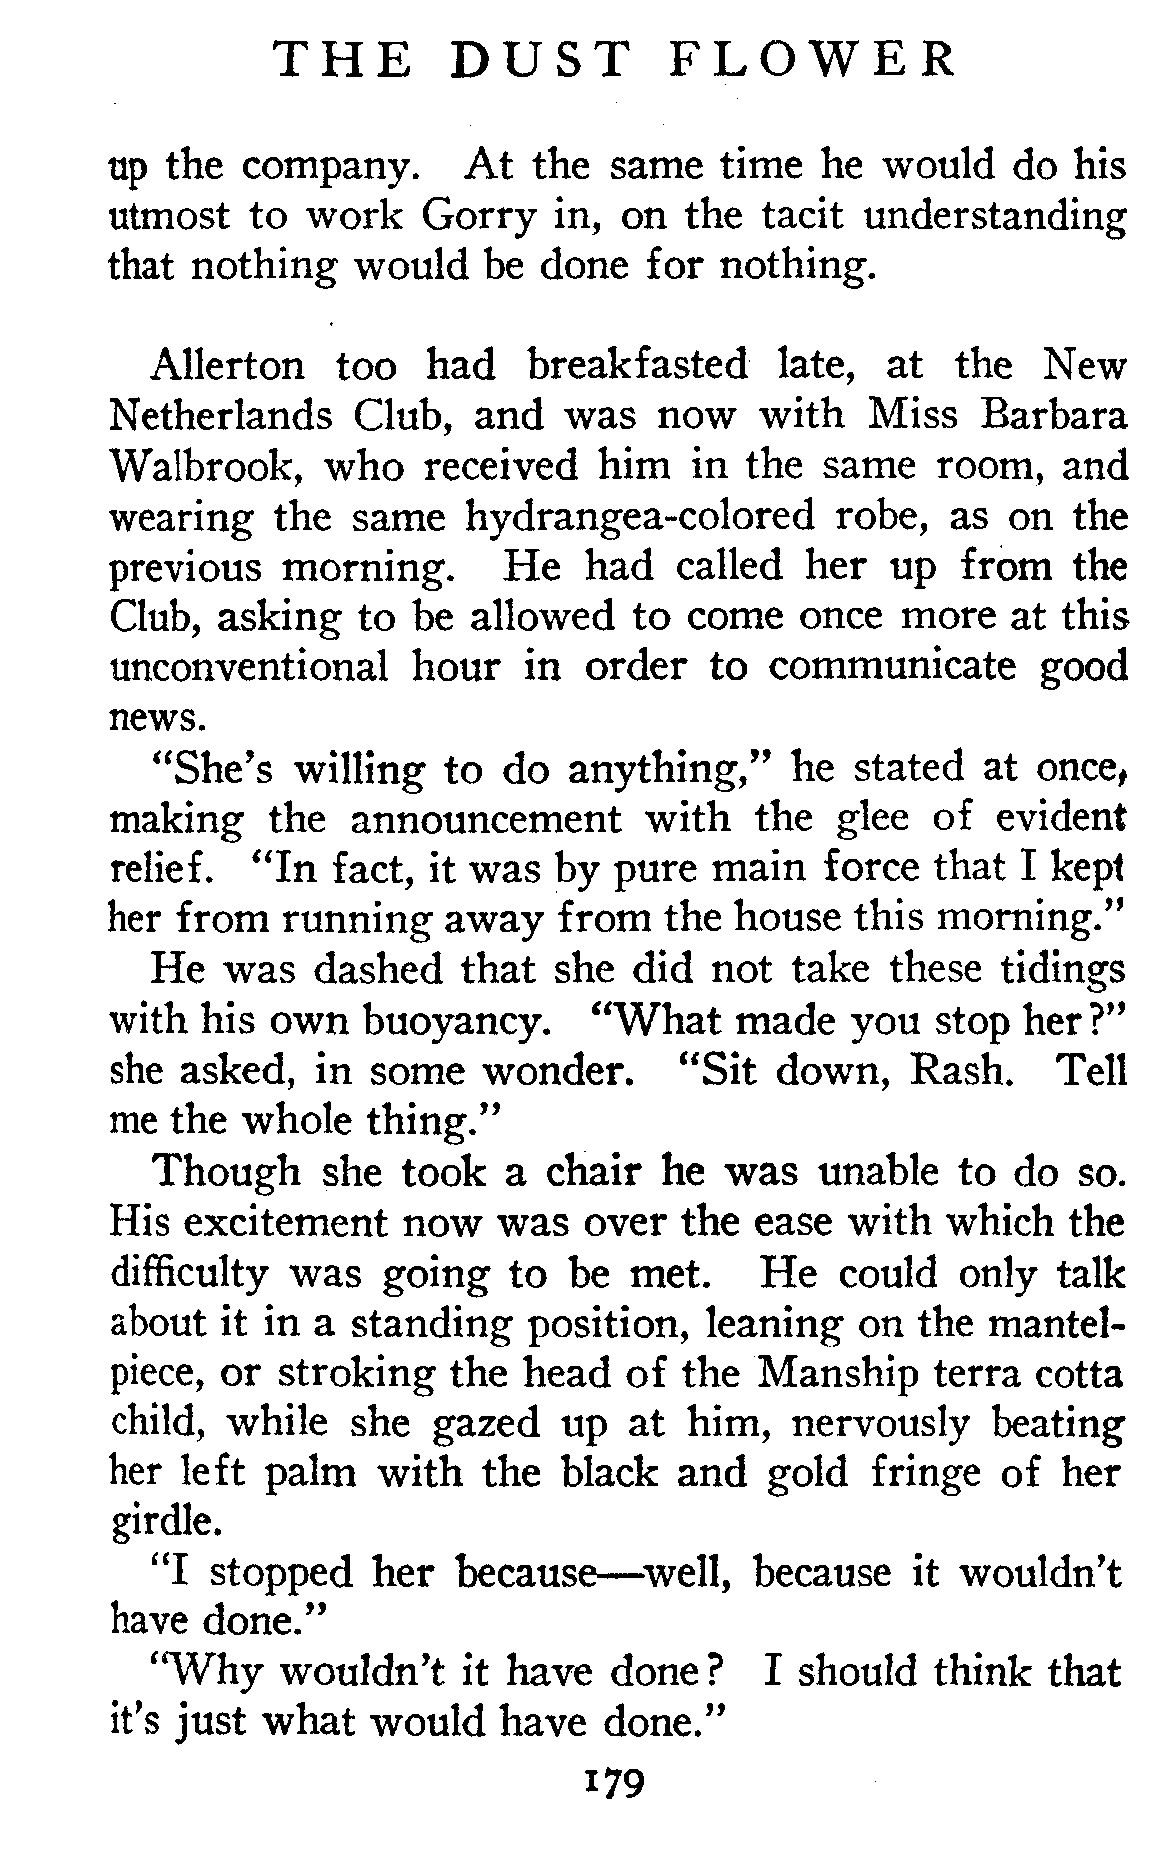 THE DUST FLOWER
up the company. At the same time he would do his
utmost to work Gorry in, on the tacit understanding
that nothing would be done for nothing.
Allerton too had breakfasted late, at the New
Netherlands Club, and was now with Miss Barbara
Walbrook, who received him in the same room, and
wearing the same hydrangea-colored robe, as on the
previous morning. He had called her up from the
Club, asking to be allowed to come once more at this
unconventional hour in order to communicate good
news.
"She's willing to do anything," he stated at once,
making the announcement with the glee of evident
relief. "In fact, it was by pure main force that I kept
her from running away from the house this morning."
He was dashed that she did not take these tidings
with his own buoyancy. "What made you stop her?"
she asked, in some wonder. "Sit down, Rash. Tell
me the whole thing."
Though she took a chair he was unable to do so.
His excitement now was over the ease with which the
difficulty was going to be met. He could only talk
about it in a standing position, leaning on the mantel-
piece, or stroking the head of the Manship terra cotta
child, while she gazed up at him, nervously beating
her left palm with the black and gold fringe of her
girdle.
"I stopped her because—well, because it wouldn't
have done."
"Why wouldn't it have done? I should think that
it's just what would have done."
179